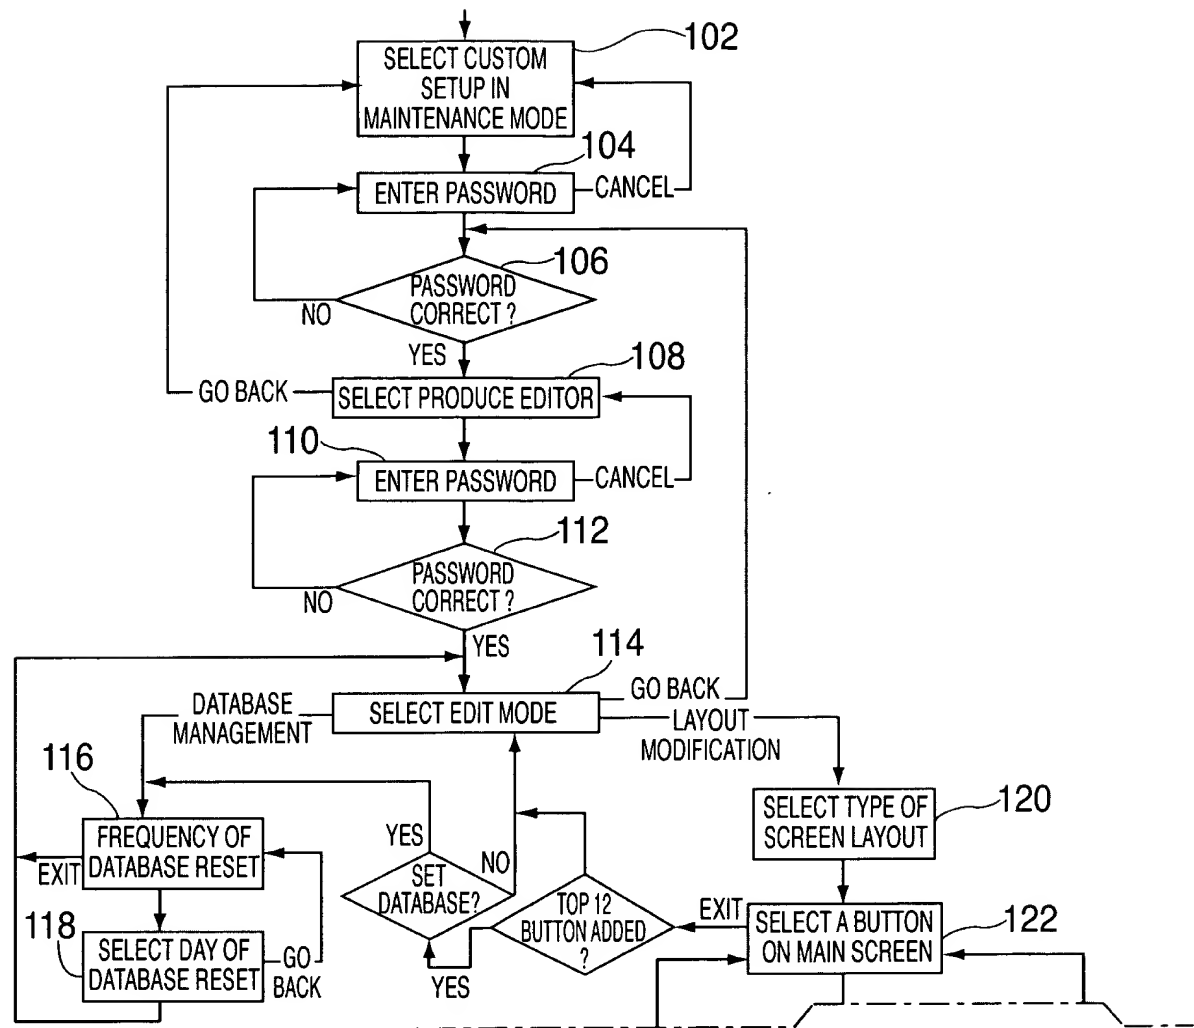 102
SELECT CUSTOM
SETUP IN
MAINTENANCE MODE
104
ENTER PASSWORD
CANCEL
106
PASSWORD
CORRECT ?
NO
YES
108
GO BACK
SELECT PRODUCE EDITOR
110
ENTER PASSWORD
CANCEL
112
PASSWORD
CORRECT ?
NO
YES
114
SELECT EDIT MODE
GO BACK
DATABASE
MANAGEMENT
LAYOUT
MODIFICATION
116
FREQUENCY OF
DATABASE RESET
EXIT
118
SELECT DAY OF
DATABASE RESET
GO
BACK
YES
NO
SET
DATABASE?
TOP 12
BUTTON ADDED
?
YES
EXIT
120
SELECT TYPE OF
SCREEN LAYOUT
122
SELECT A BUTTON
ON MAIN SCREEN